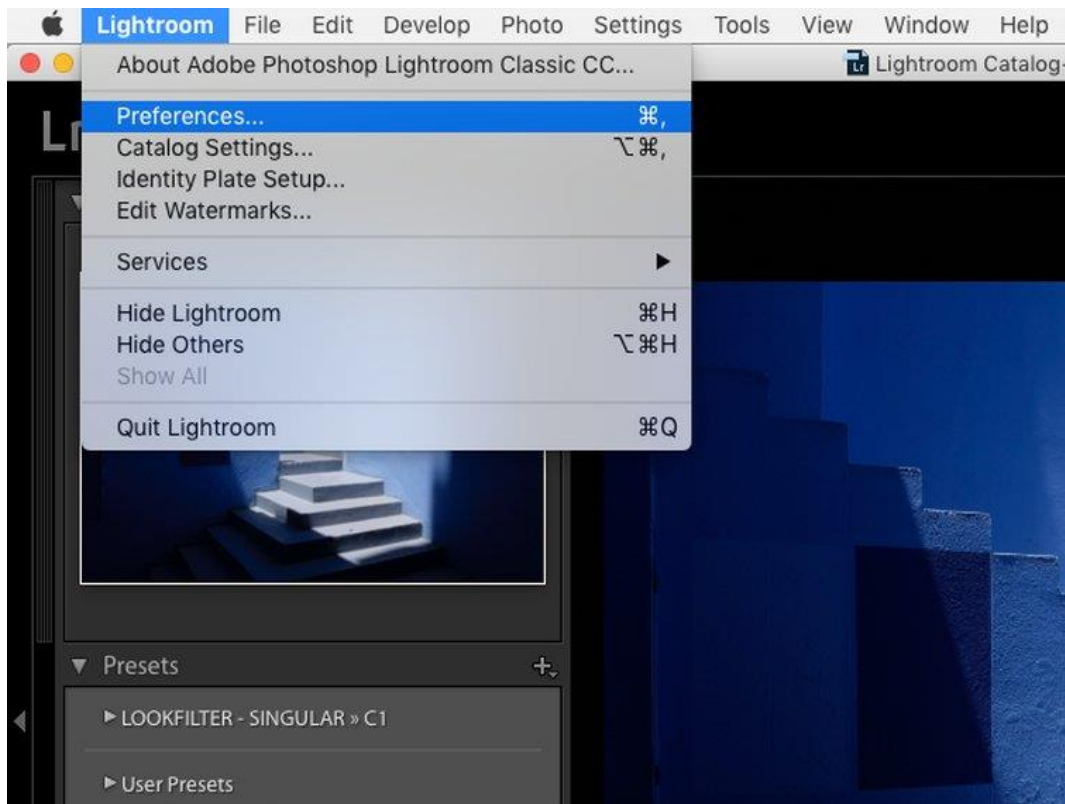 Lightroom File Edit Develop Photo Settings Tools View Window Help
Lr Lightroom Catalog-
About Adobe Photoshop Lightroom Classic CC...
Preferences... ⌘,
Catalog Settings... ⌥⌘,
Identity Plate Setup...
Edit Watermarks...
Services ▶
Hide Lightroom ⌘H
Hide Others ⌥⌘H
Show All
Quit Lightroom ⌘Q
Lr
▼ Presets
▶ LOOKFILTER - SINGULAR » C1
▶ User Presets